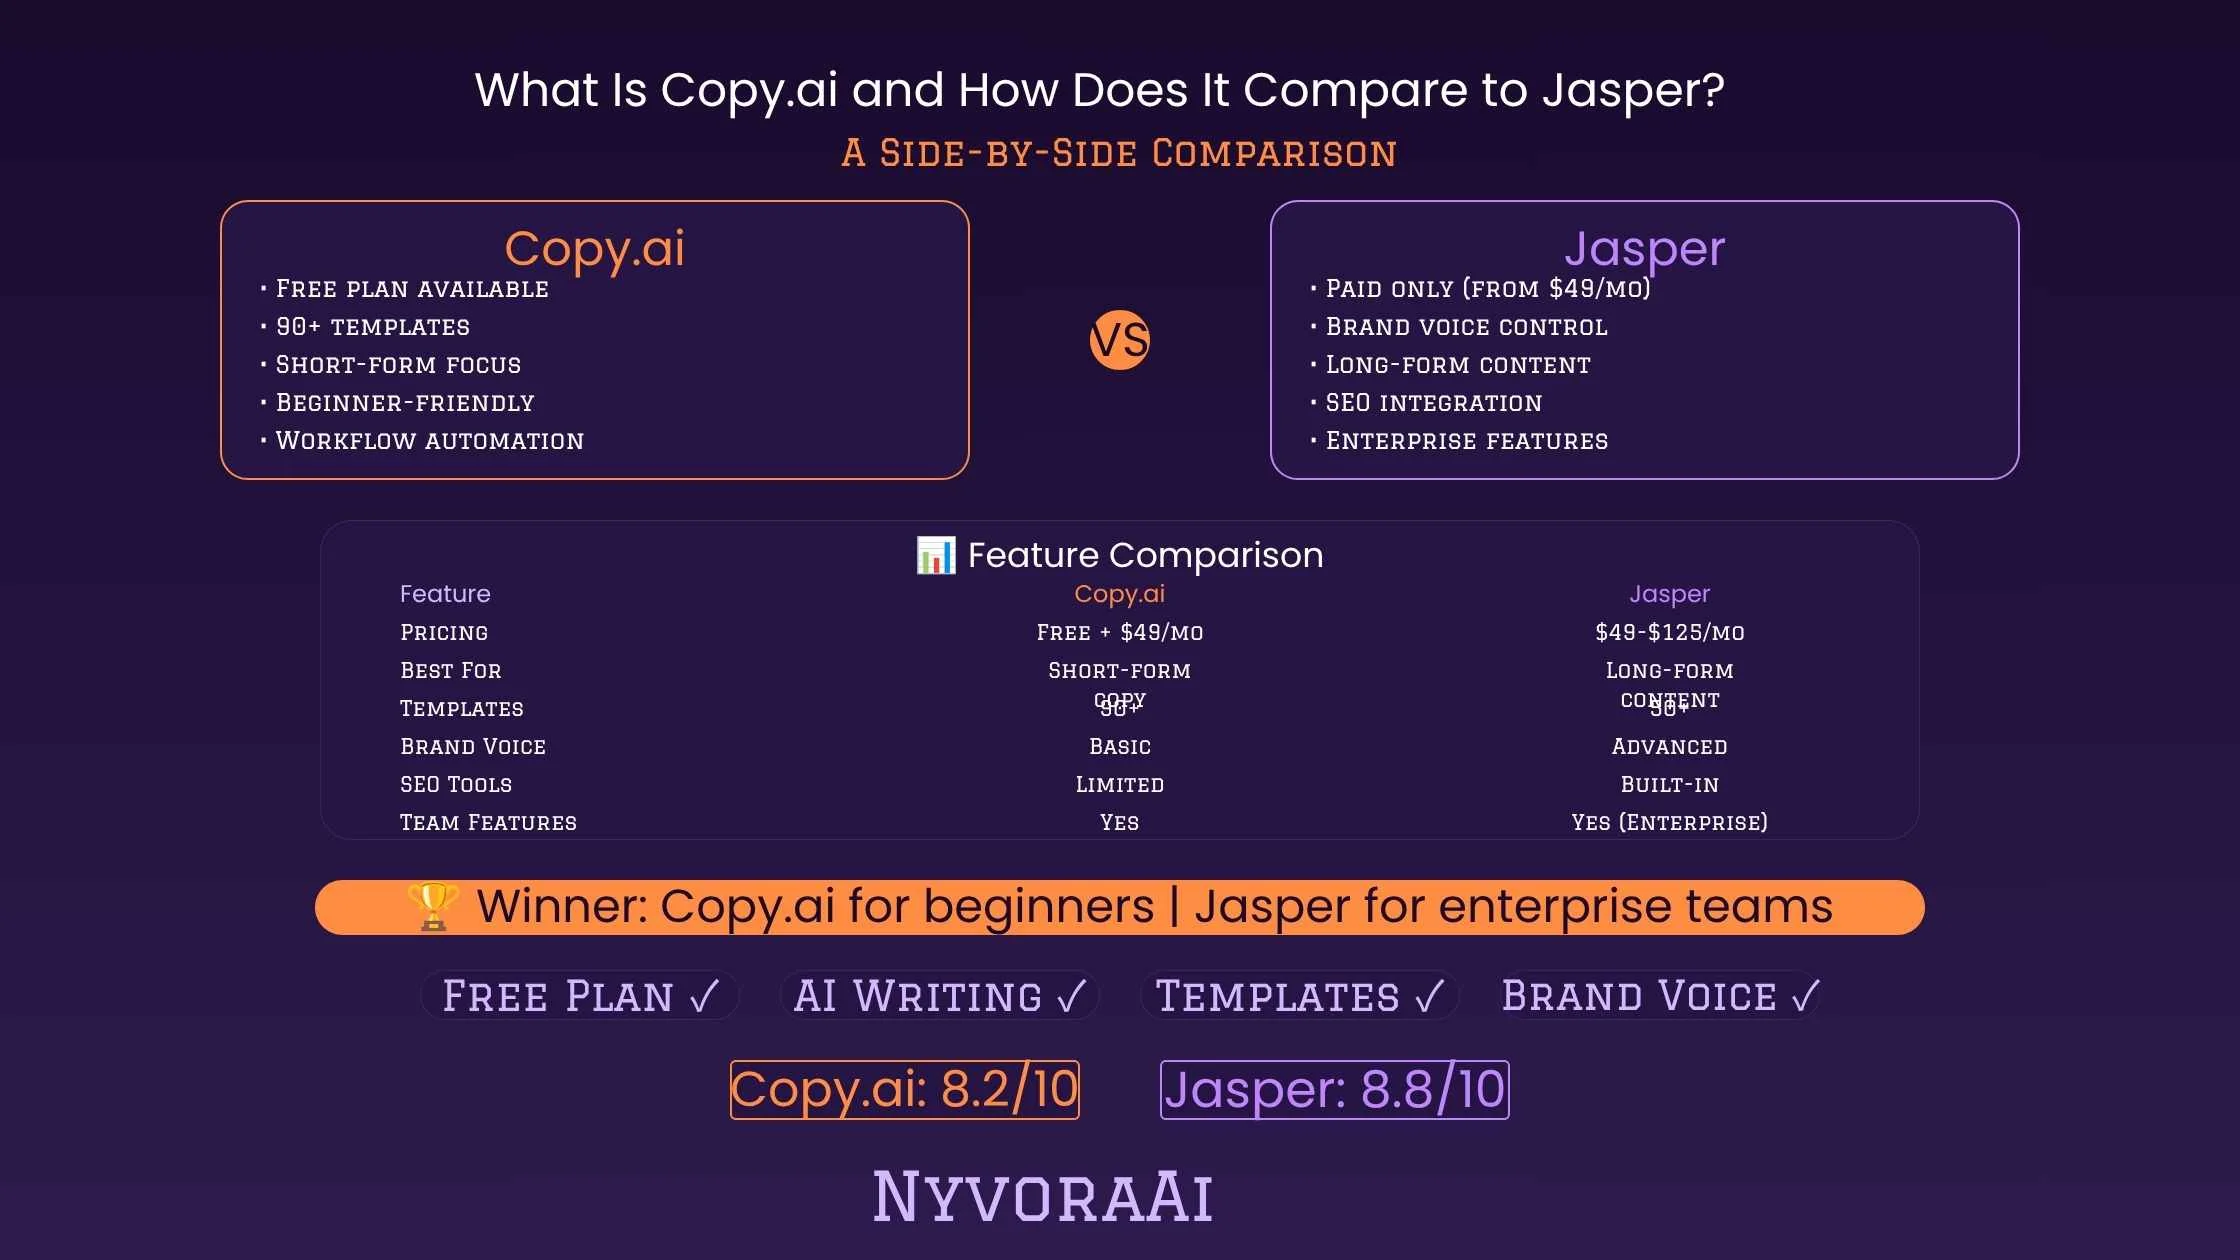 What Is Copy.ai and How Does It Compare to Jasper?
A Side-by-Side Comparison
Copy.ai
• Free plan available
• 90+ templates
• Short-form focus
• Beginner-friendly
• Workflow automation
VS
Jasper
• Paid only (from $49/mo)
• Brand voice control
• Long-form content
• SEO integration
• Enterprise features
📊 Feature Comparison
Feature Copy.ai Jasper
Pricing Free + $49/mo $49-$125/mo
Best For Short-form copy Long-form content
Templates 90+ 50+
Brand Voice Basic Advanced
SEO Tools Limited Built-in
Team Features Yes Yes (Enterprise)
🏆 Winner: Copy.ai for beginners | Jasper for enterprise teams
Free Plan ✓ AI Writing ✓ Templates ✓ Brand Voice ✓
Copy.ai: 8.2/10 Jasper: 8.8/10
NyvoraAi